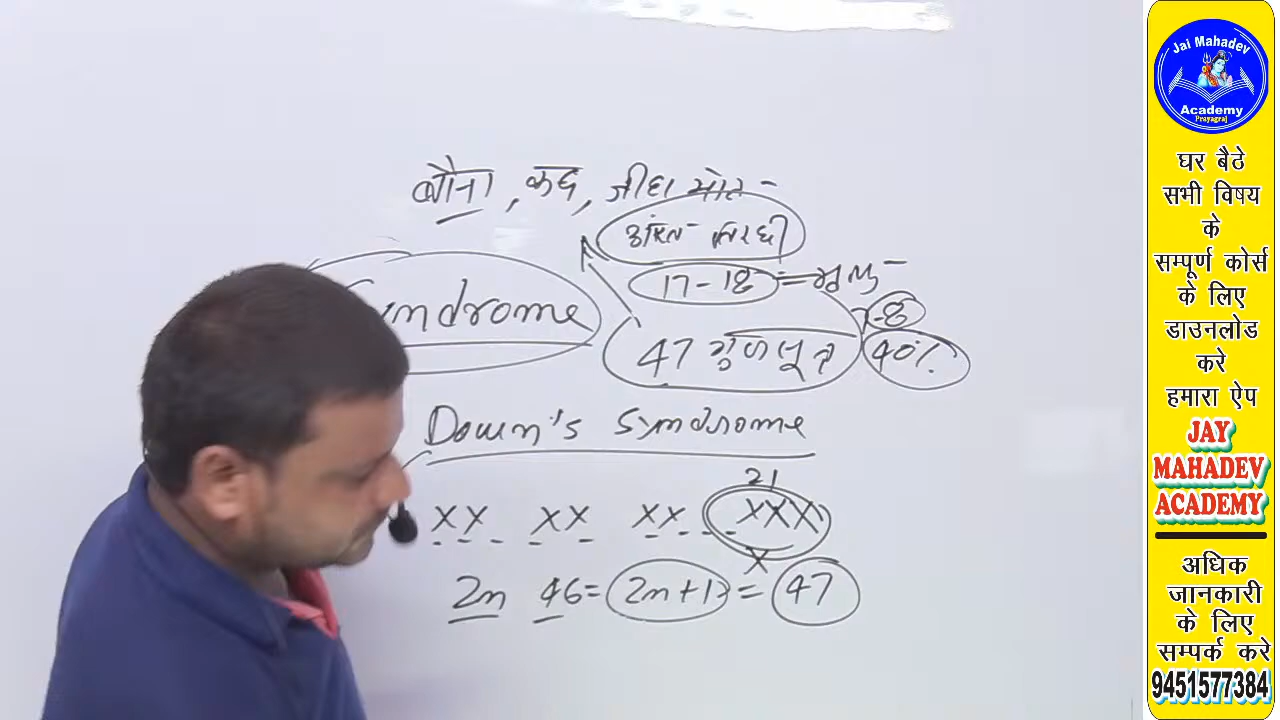 बौना, कद, जीभ मोट -
17-18 = मृत्यु -
-8
Syndrome
47 गुणसूत्र 40%
Down's Syndrome
21
XX XX XX XXX
X
2n 46= 2n+1 = 47
Jai Mahadev
Academy
Prayagraj
घर बैठे
सभी विषय
के
सम्पूर्ण कोर्स
के लिए
डाउनलोड
करे
हमारा ऐप
JAY
MAHADEV
ACADEMY
अधिक
जानकारी
के लिए
सम्पर्क करे
9451577384